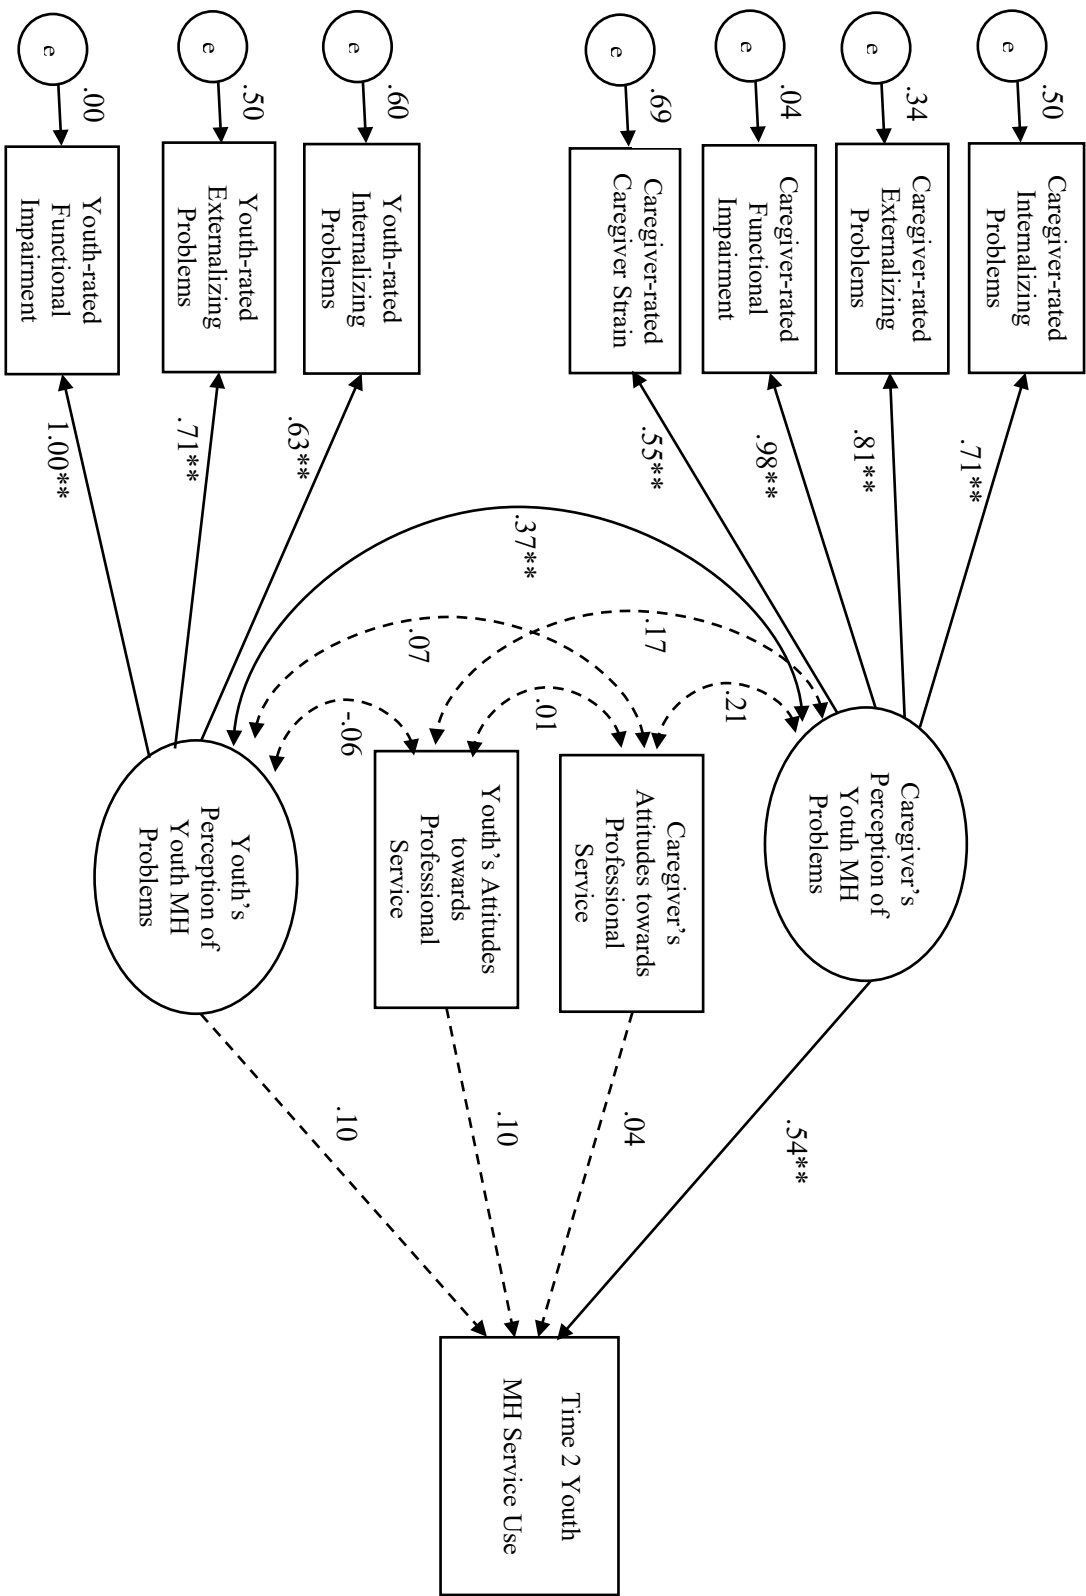 e
.50
Caregiver-rated
Internalizing
Problems
.71**
e
.34
Caregiver-rated
Externalizing
Problems
.81**
e
.04
Caregiver-rated
Functional
Impairment
.98**
e
.69
Caregiver-rated
Caregiver Strain
.55**
e
.60
Youth-rated
Internalizing
Problems
.63**
e
.50
Youth-rated
Externalizing
Problems
.71**
e
.00
Youth-rated
Functional
Impairment
1.00**
.37**
.17
.07
.21
.01
-.06
Caregiver's
Perception of
Yotuh MH
Problems
Caregiver's
Attitudes towards
Professional
Service
Youth's Attitudes
towards
Professional
Service
Youth's
Perception of
Youth MH
Problems
.54**
.04
.10
.10
Time 2 Youth
MH Service Use